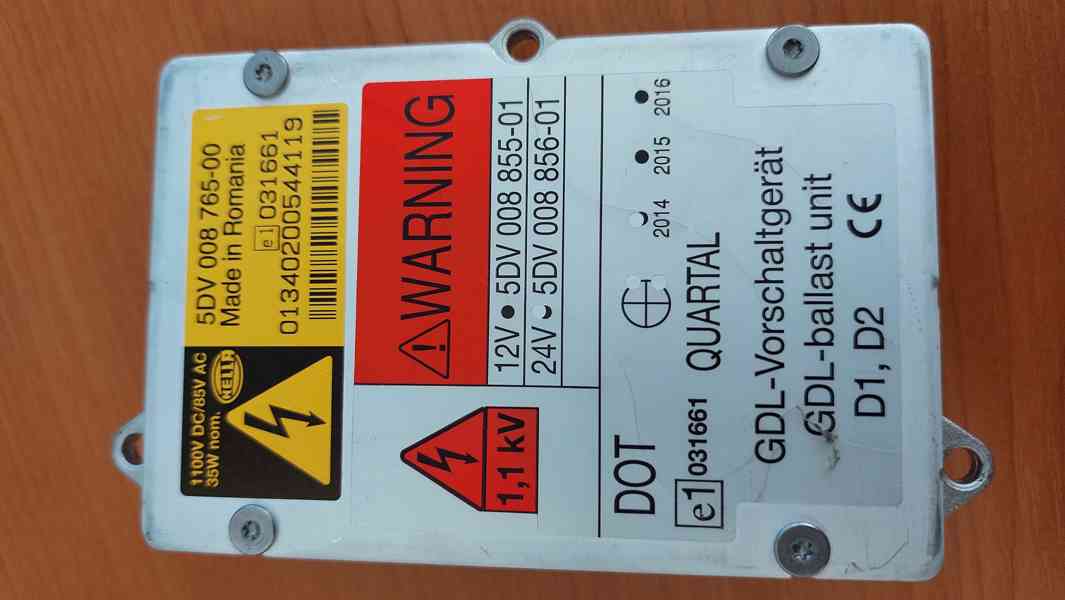 1100V DC/85V AC
35W nom.
HELLA
5DV 008 765-00
Made in Romania
e1 031661
01340200544119
WARNING
1,1 kV
12V 5DV 008 855-01
24V 5DV 008 856-01
DOT
2014 2015 2016
e1 031661 QUARTAL
GDL-Vorschaltgerät
GDL-ballast unit
D1, D2 CE